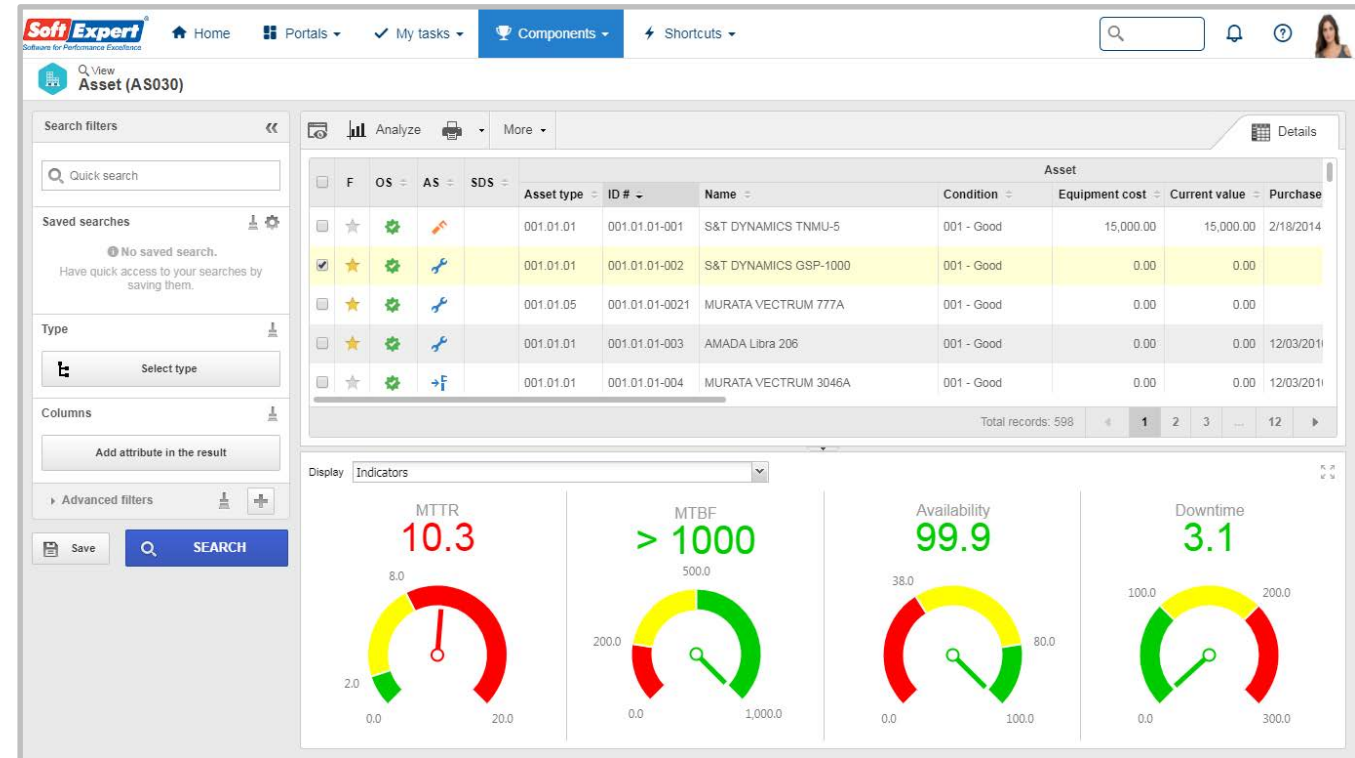 SoftExpert®
Software for Performance Excellence
Home
Portals
My tasks
Components
Shortcuts
View
Asset (AS030)
Search filters
Quick search
Saved searches
No saved search.
Have quick access to your searches by
saving them.
Type
Select type
Columns
Add attribute in the result
Advanced filters
Save
SEARCH
Analyze
More
Details
Asset
F OS AS SDS Asset type ID # Name Condition Equipment cost Current value Purchase
001.01.01 001.01.01-001 S&T DYNAMICS TNMU-5 001 - Good 15,000.00 15,000.00 2/18/2014
001.01.01 001.01.01-002 S&T DYNAMICS GSP-1000 001 - Good 0.00 0.00
001.01.05 001.01.01-0021 MURATA VECTRUM 777A 001 - Good 0.00 0.00
001.01.01 001.01.01-003 AMADA Libra 206 001 - Good 0.00 0.00 12/03/201
001.01.01 001.01.01-004 MURATA VECTRUM 3046A 001 - Good 0.00 0.00 12/03/201
Total records: 598 1 2 3 ... 12
Display Indicators
MTTR
10.3
8.0
2.0
0.0 20.0
MTBF
> 1000
500.0
200.0
0.0 1,000.0
Availability
99.9
38.0
80.0
0.0 100.0
Downtime
3.1
100.0 200.0
0.0 300.0